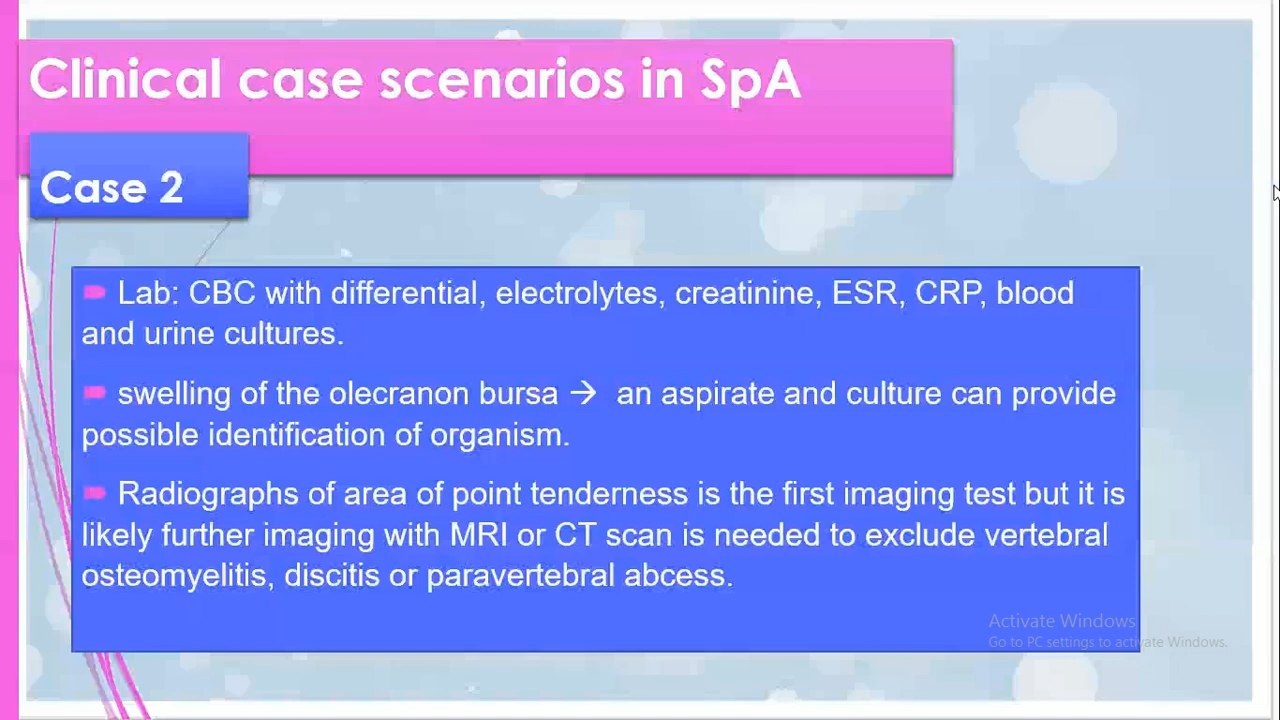 Clinical case scenarios in SpA
Case 2
Lab: CBC with differential, electrolytes, creatinine, ESR, CRP, blood
and urine cultures.
swelling of the olecranon bursa → an aspirate and culture can provide
possible identification of organism.
Radiographs of area of point tenderness is the first imaging test but it is
likely further imaging with MRI or CT scan is needed to exclude vertebral
osteomyelitis, discitis or paravertebral abcess.
Activate Windows
Go to PC settings to activate Windows.